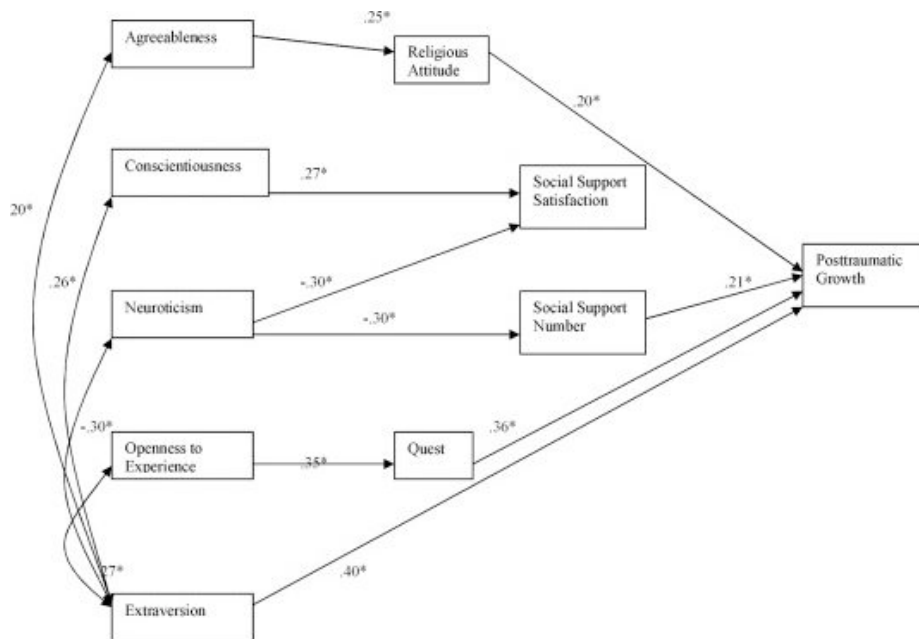 .25*
Agreeableness
Religious
Attitude
.20*
Conscientiousness
.27*
Social Support
Satisfaction
20*
Posttraumatic
Growth
.26*
-.30*
.21*
Neuroticism
-.30*
Social Support
Number
-.30*
Openness to
Experience
.35*
Quest
.36*
.27*
.40*
Extraversion